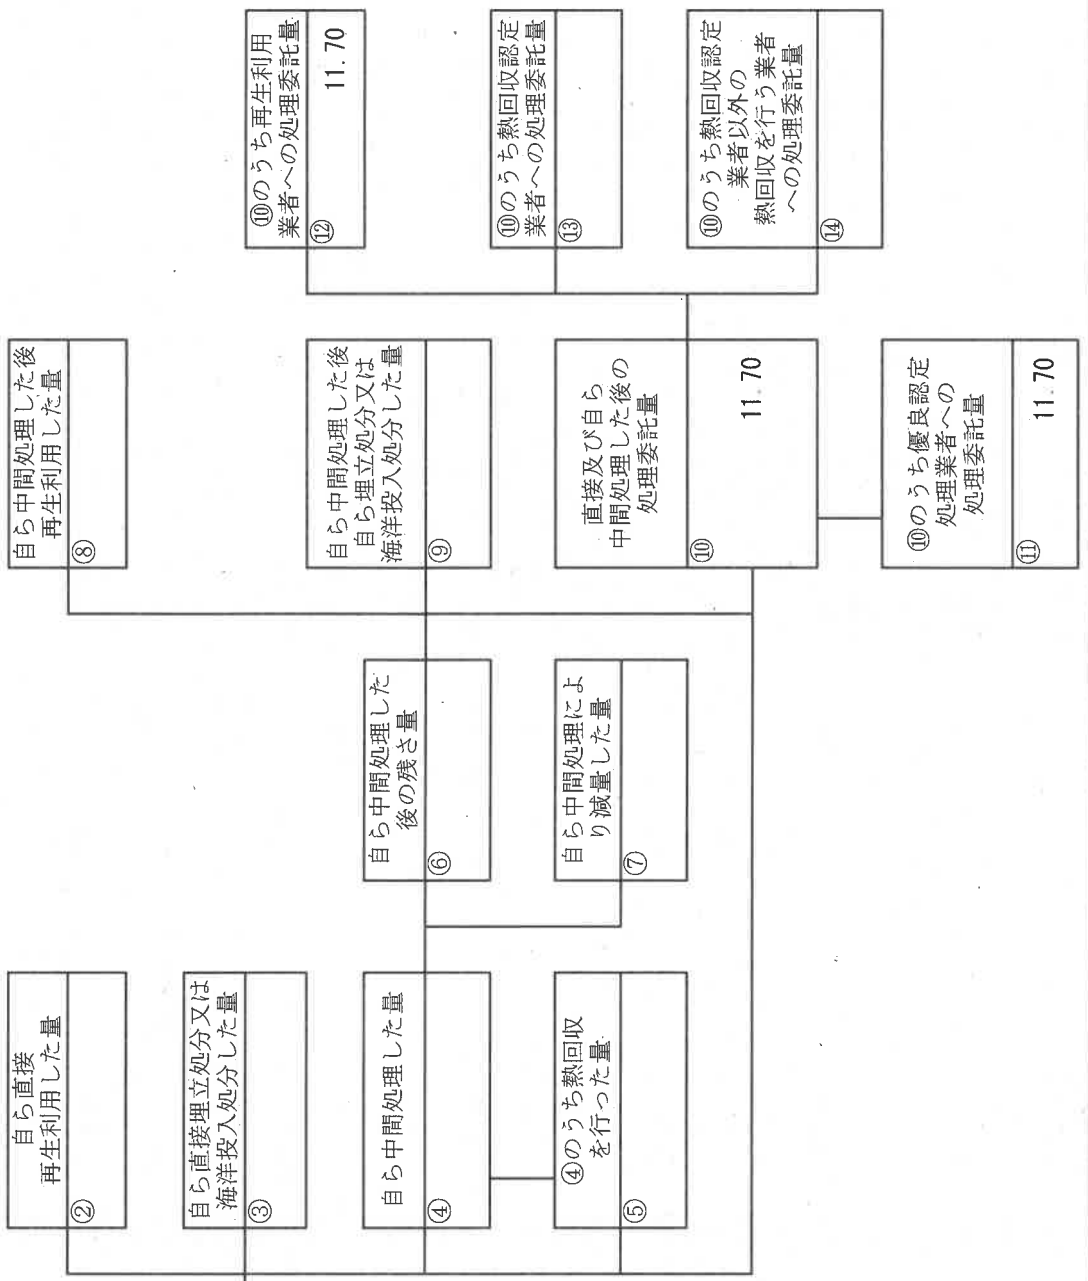 自ら直接
再生利用した量
②
自ら直接埋立処分又は
海洋投入処分した量
③
自ら中間処理した量
④
④のうち熱回収
を行った量
⑤
自ら中間処理した
後の残さ量
⑥
自ら中間処理によ
り減量した量
⑦
自ら中間処理した後
再生利用した量
⑧
自ら中間処理した後
自ら埋立処分又は
海洋投入処分した量
⑨
直接及び自ら
中間処理した後の
処理委託量
⑩
11.70
⑩のうち優良認定
処理業者への
処理委託量
⑪
11.70
⑩のうち再生利用
業者への処理委託量
⑫
11.70
⑩のうち熱回収認定
業者への処理委託量
⑬
⑩のうち熱回収認定
業者以外の
熱回収を行う業者
への処理委託量
⑭